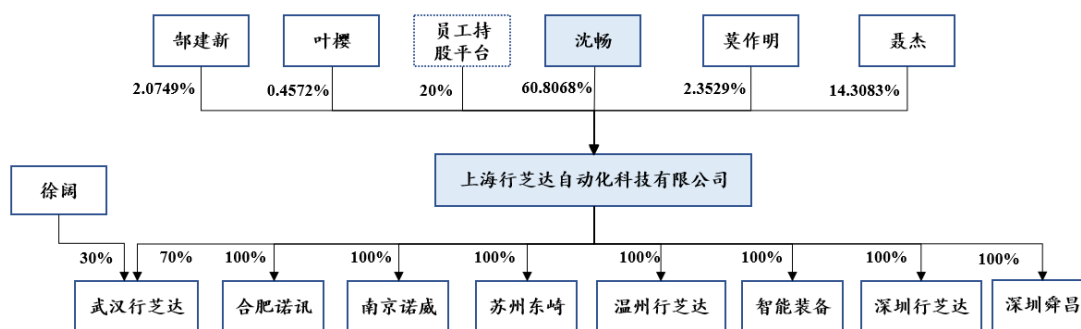 郜建新
叶樱
员工持
股平台
沈畅
莫作明
聂杰
2.0749%
0.4572%
20%
60.8068%
2.3529%
14.3083%
上海行芝达自动化科技有限公司
徐阔
30%
70%
100%
100%
100%
100%
100%
100%
100%
武汉行芝达
合肥诺讯
南京诺威
苏州东崎
温州行芝达
智能装备
深圳行芝达
深圳舜昌